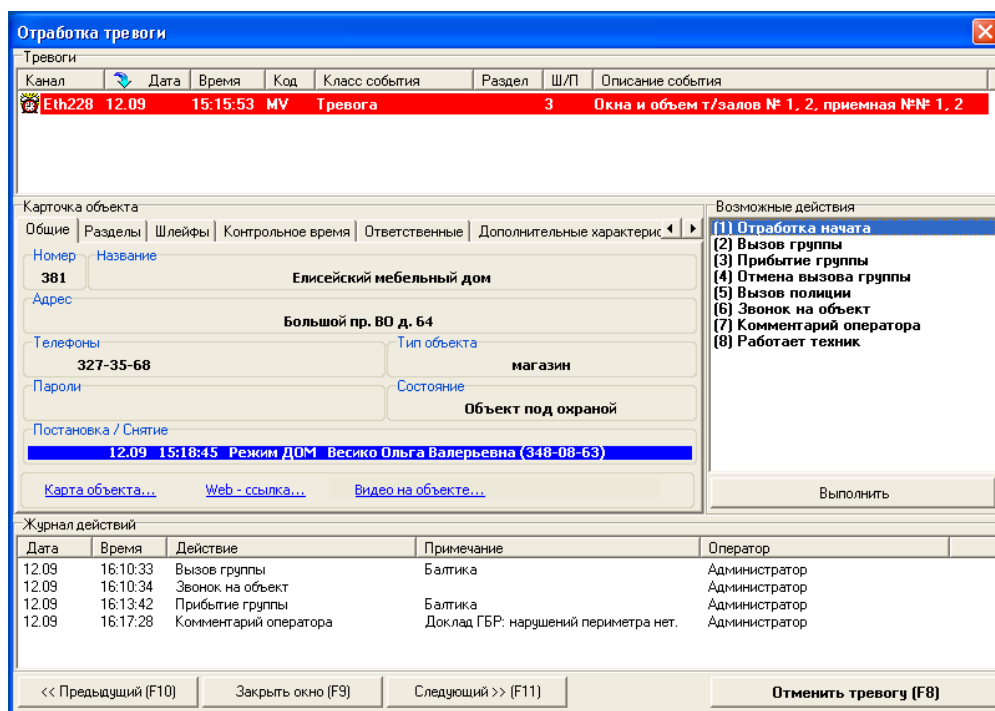 Отработка тревоги
Тревоги
Канал Дата Время Код Класс события Раздел Ш/П Описание события
Eth228 12.09 15:15:53 MV Тревога 3 Окна и объем т/залов № 1, 2, приемная №№ 1, 2
Карточка объекта
Общие Разделы Шлейфы Контрольное время Ответственные Дополнительные характерис
Номер Название
381 Елисейский мебельный дом
Адрес
Большой пр. ВО д. 64
Телефоны Тип объекта
327-35-68 магазин
Пароли Состояние
Объект под охраной
Постановка / Снятие
12.09 15:18:45 Режим ДОМ Весико Ольга Валерьевна (348-08-63)
Карта объекта... Web - ссылка... Видео на объекте...
Возможные действия
(1) Отработка начата
(2) Вызов группы
(3) Прибытие группы
(4) Отмена вызова группы
(5) Вызов полиции
(6) Звонок на объект
(7) Комментарий оператора
(8) Работает техник
Выполнить
Журнал действий
Дата Время Действие Примечание Оператор
12.09 16:10:33 Вызов группы Балтика Администратор
12.09 16:10:34 Звонок на объект Администратор
12.09 16:13:42 Прибытие группы Балтика Администратор
12.09 16:17:28 Комментарий оператора Доклад ГБР: нарушений периметра нет. Администратор
<< Предыдущий (F10) Закрыть окно (F9) Следующий >> (F11) Отменить тревогу (F8)